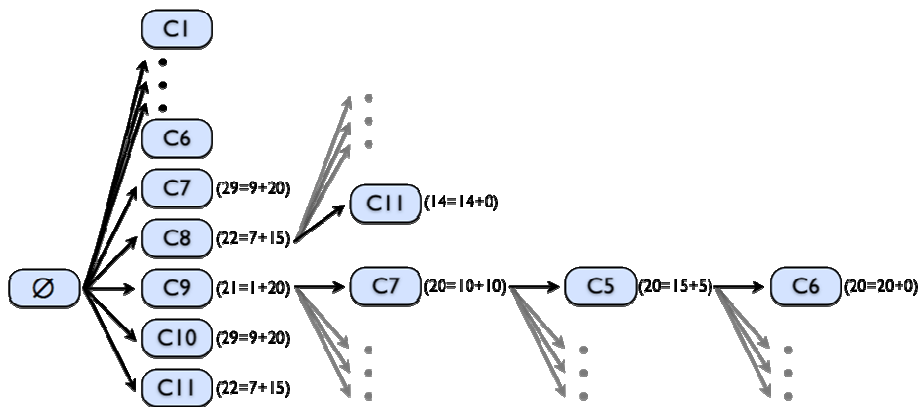 C1
C6
C7 (29=9+20)
C11 (14=14+0)
C8 (22=7+15)
Ø C9 (21=1+20) C7 (20=10+10) C5 (20=15+5) C6 (20=20+0)
C10 (29=9+20)
C11 (22=7+15)